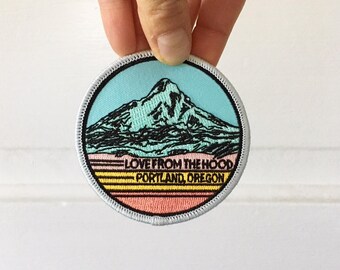 LOVE FROM THE HOOD
PORTLAND, OREGON